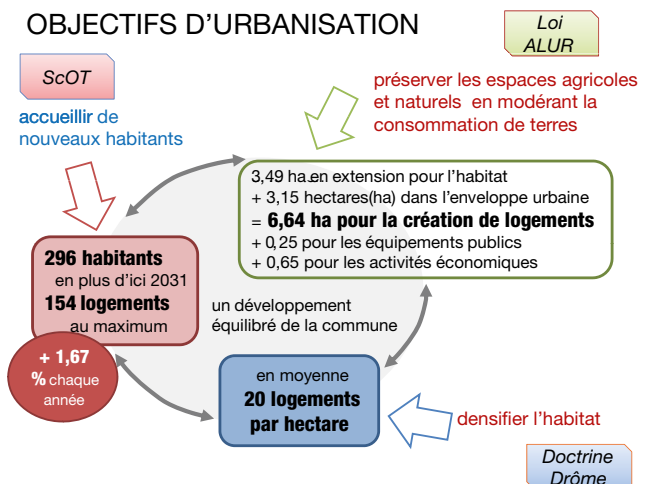 OBJECTIFS D'URBANISATION
Loi
ALUR
ScOT
préserver les espaces agricoles
et naturels en modérant la
consommation de terres
accueillir de
nouveaux habitants
3,49 ha en extension pour l'habitat
+ 3,15 hectares(ha) dans l'enveloppe urbaine
= 6,64 ha pour la création de logements
+ 0,25 pour les équipements publics
+ 0,65 pour les activités économiques
296 habitants
en plus d'ici 2031
154 logements
au maximum
un développement
équilibré de la commune
+ 1,67
% chaque
année
en moyenne
20 logements
par hectare
densifier l'habitat
Doctrine
Drôme